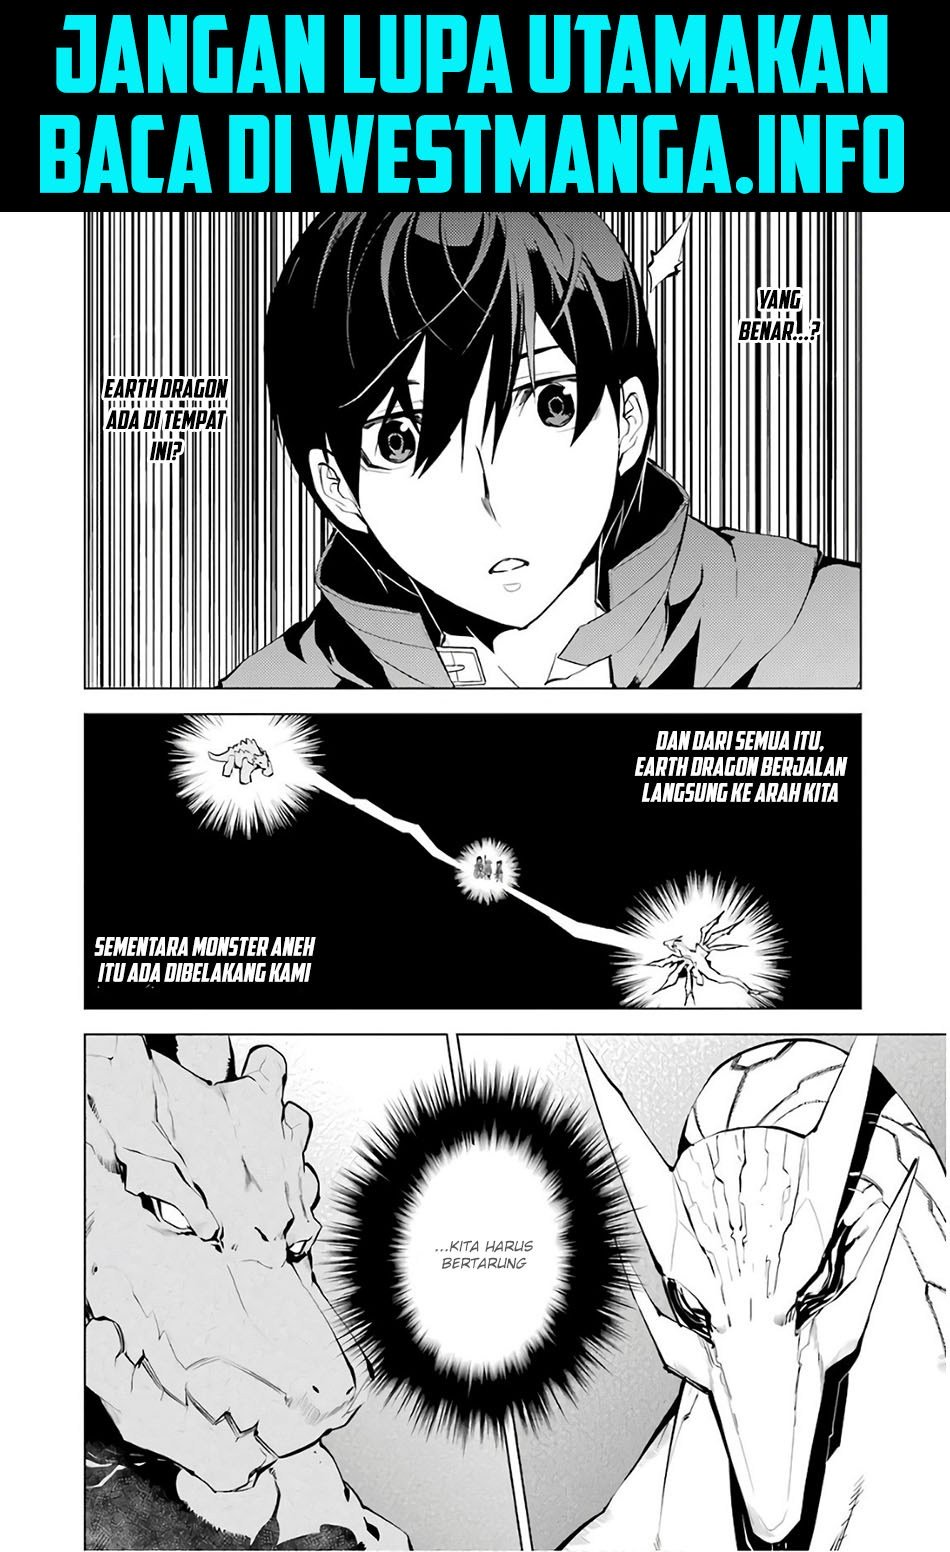 JANGAN LUPA UTAMAKAN
BACA DI WESTMANGA.INFO
YANG
BENAR...?
EARTH DRAGON
ADA DI TEMPAT
INI?
DAN DARI SEMUA ITU,
EARTH DRAGON BERJALAN
LANGSUNG KE ARAH KITA
SEMENTARA MONSTER ANEH
ITU ADA DIBELAKANG KAMI
...KITA HARUS
BERTARUNG